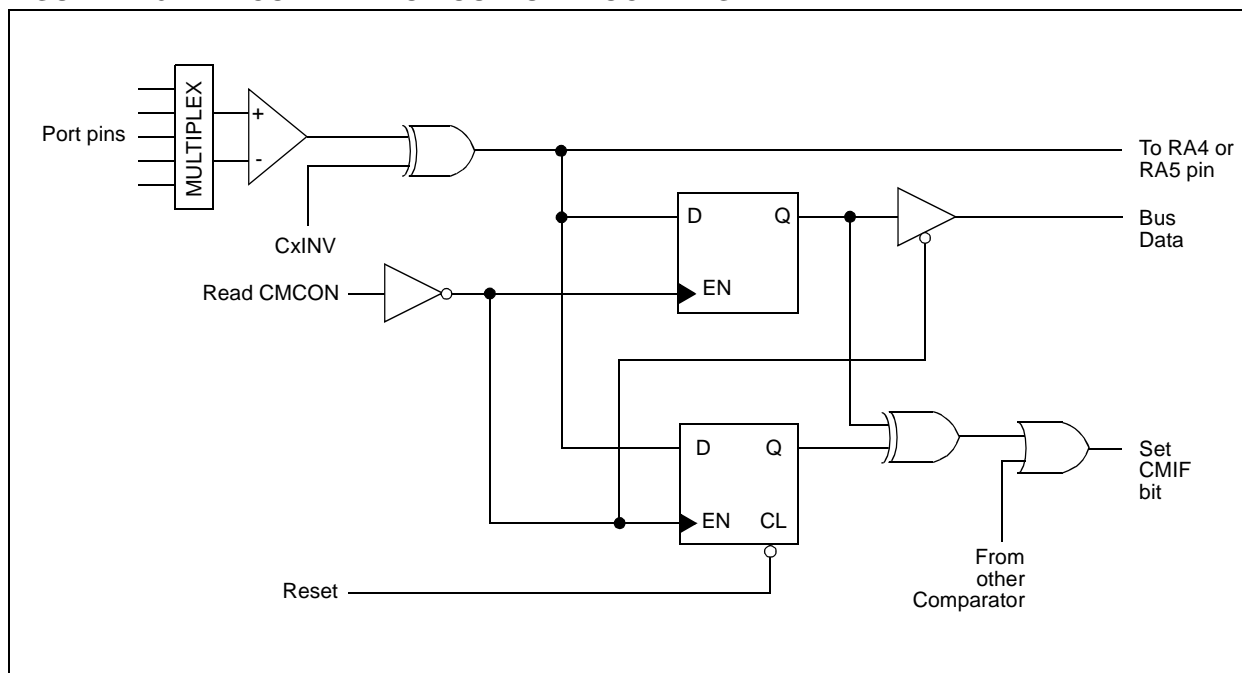 MULTIPLEX
+
-
Port pins
CxINV
Read CMCON
D Q
EN
D Q
EN CL
Reset
To RA4 or
RA5 pin
Bus
Data
Set
CMIF
bit
From
other
Comparator